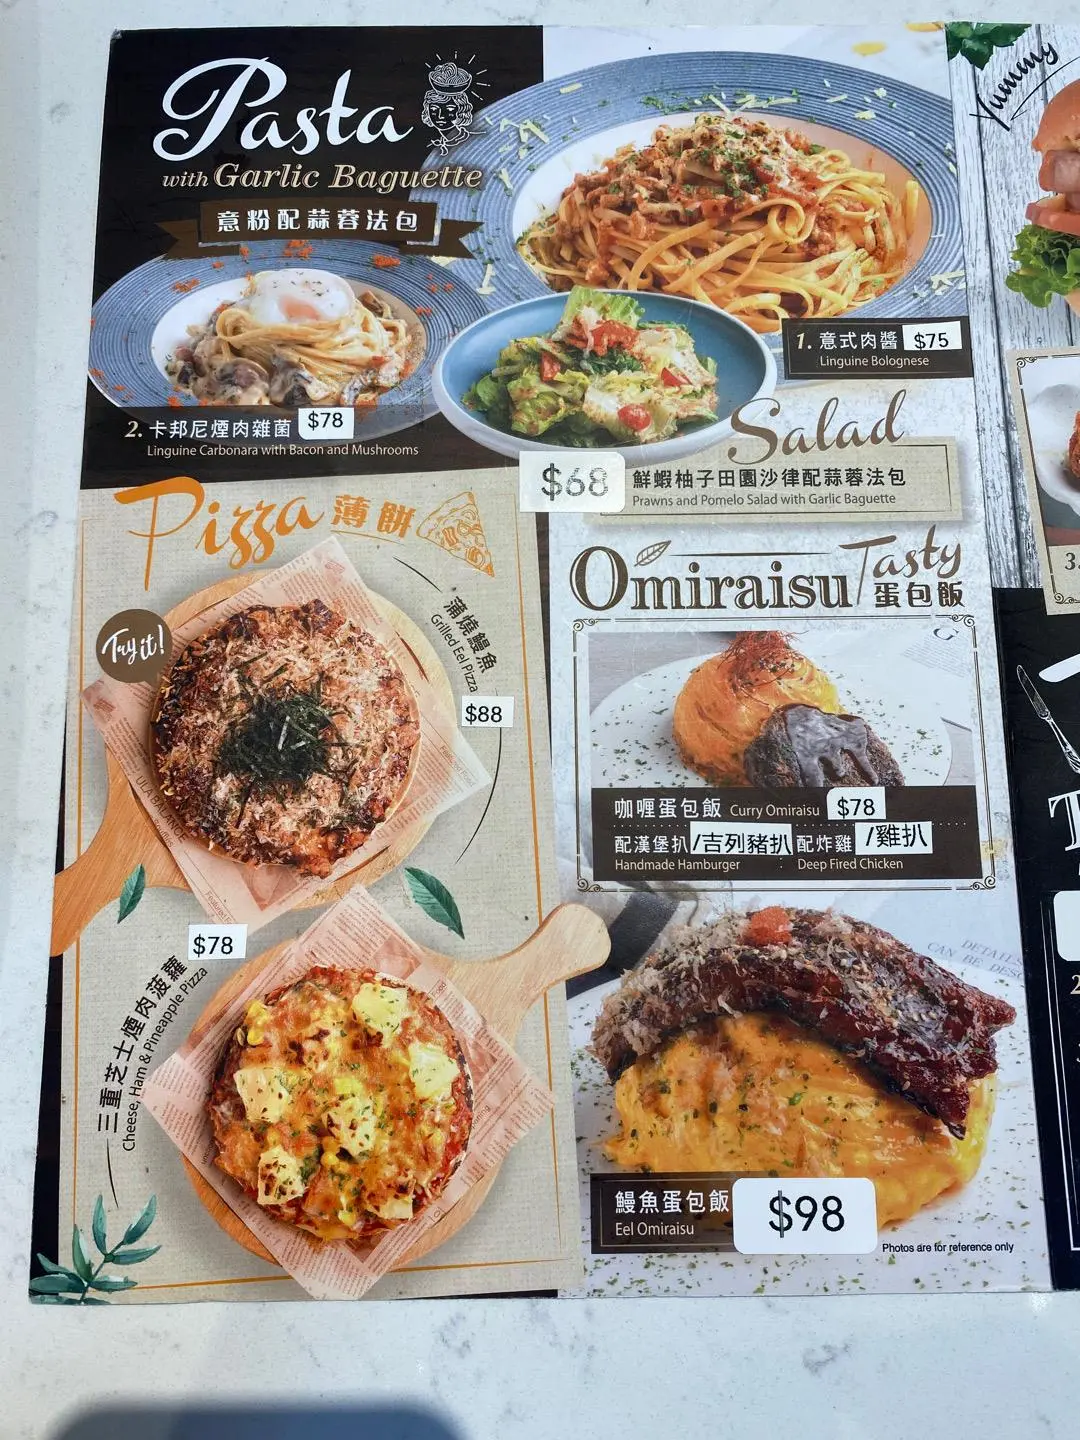 Pasta
with Garlic Baguette
意粉配蒜蓉法包
1. 意式肉醬 $75
Linguine Bolognese
2. 卡邦尼煙肉雜菌 $78
Linguine Carbonara with Bacon and Mushrooms
Salad
$68 鮮蝦柚子田園沙律配蒜蓉法包
Prawns and Pomelo Salad with Garlic Baguette
Pizza 薄餅
Try it!
蒲燒鰻魚
Grilled Eel Pizza
$88
$78
三重芝士煙肉菠蘿
Cheese, Ham & Pineapple Pizza
Omiraisu Tasty
蛋包飯
咖喱蛋包飯 Curry Omiraisu $78
配漢堡扒/吉列豬扒 配炸雞/雞扒
Handmade Hamburger Deep Fired Chicken
鰻魚蛋包飯 $98
Eel Omiraisu
Photos are for reference only
Yummy
3.